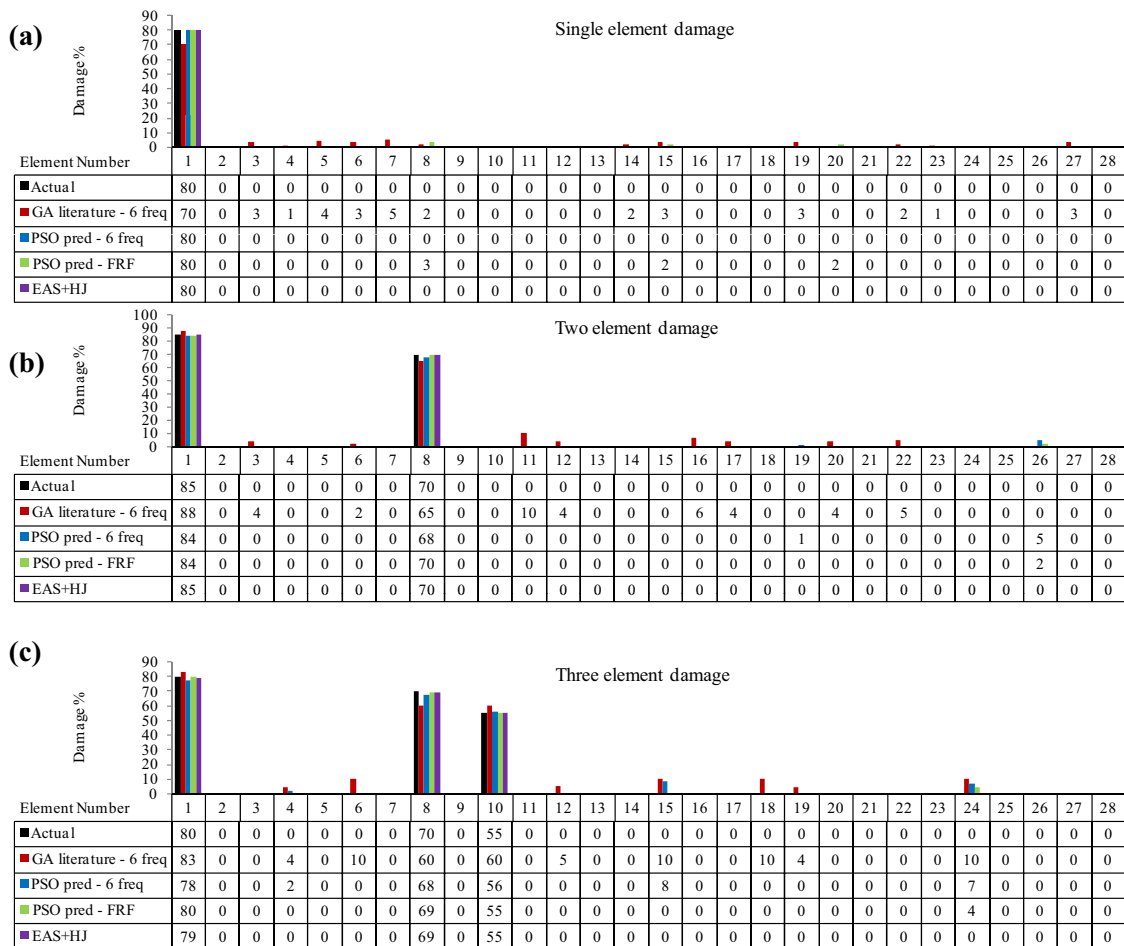 (a)
Single element damage
Damage %
90
80
70
60
50
40
30
20
10
0
Element Number 1 2 3 4 5 6 7 8 9 10 11 12 13 14 15 16 17 18 19 20 21 22 23 24 25 26 27 28
Actual 80 0 0 0 0 0 0 0 0 0 0 0 0 0 0 0 0 0 0 0 0 0 0 0 0 0 0 0
GA literature - 6 freq 70 0 3 1 4 3 5 2 0 0 0 0 0 2 3 0 0 0 3 0 0 2 1 0 0 0 3 0
PSO pred - 6 freq 80 0 0 0 0 0 0 0 0 0 0 0 0 0 0 0 0 0 0 0 0 0 0 0 0 0 0 0
PSO pred - FRF 80 0 0 0 0 0 0 3 0 0 0 0 0 0 2 0 0 0 0 2 0 0 0 0 0 0 0 0
EAS+HJ 80 0 0 0 0 0 0 0 0 0 0 0 0 0 0 0 0 0 0 0 0 0 0 0 0 0 0 0
(b)
Two element damage
Damage %
100
90
80
70
60
50
40
30
20
10
0
Element Number 1 2 3 4 5 6 7 8 9 10 11 12 13 14 15 16 17 18 19 20 21 22 23 24 25 26 27 28
Actual 85 0 0 0 0 0 0 70 0 0 0 0 0 0 0 0 0 0 0 0 0 0 0 0 0 0 0 0
GA literature - 6 freq 88 0 4 0 0 2 0 65 0 0 10 4 0 0 0 6 4 0 0 4 0 5 0 0 0 0 0 0
PSO pred - 6 freq 84 0 0 0 0 0 0 68 0 0 0 0 0 0 0 0 0 0 1 0 0 0 0 0 0 5 0 0
PSO pred - FRF 84 0 0 0 0 0 0 70 0 0 0 0 0 0 0 0 0 0 0 0 0 0 0 0 0 2 0 0
EAS+HJ 85 0 0 0 0 0 0 70 0 0 0 0 0 0 0 0 0 0 0 0 0 0 0 0 0 0 0 0
(c)
Three element damage
Damage %
90
80
70
60
50
40
30
20
10
0
Element Number 1 2 3 4 5 6 7 8 9 10 11 12 13 14 15 16 17 18 19 20 21 22 23 24 25 26 27 28
Actual 80 0 0 0 0 0 0 70 0 55 0 0 0 0 0 0 0 0 0 0 0 0 0 0 0 0 0 0
GA literature - 6 freq 83 0 0 4 0 10 0 60 0 60 0 5 0 0 10 0 0 10 4 0 0 0 0 10 0 0 0 0
PSO pred - 6 freq 78 0 0 2 0 0 0 68 0 56 0 0 0 0 8 0 0 0 0 0 0 0 0 7 0 0 0 0
PSO pred - FRF 80 0 0 0 0 0 0 69 0 55 0 0 0 0 0 0 0 0 0 0 0 0 0 4 0 0 0 0
EAS+HJ 79 0 0 0 0 0 0 69 0 55 0 0 0 0 0 0 0 0 0 0 0 0 0 0 0 0 0 0